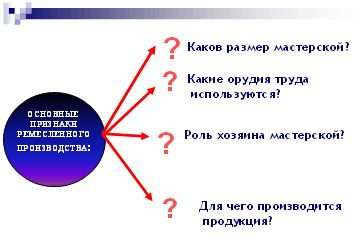 ОСНОВНЫЕ
ПРИЗНАКИ
РЕМЕСЛЕННОГО
ПРОИЗВОДСТВА:
? Каков размер мастерской?
? Какие орудия труда
используются?
? Роль хозяина мастерской?
? Для чего производится
продукция?